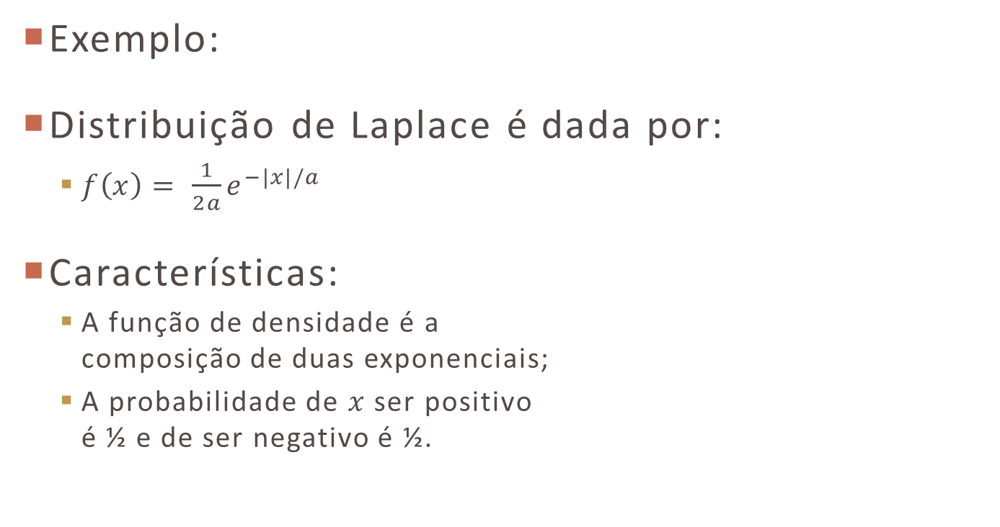 Exemplo:
Distribuição de Laplace é dada por:
f(x) = 1/2a e^−|x|/a
Características:
A função de densidade é a
composição de duas exponenciais;
A probabilidade de x ser positivo
é ½ e de ser negativo é ½.